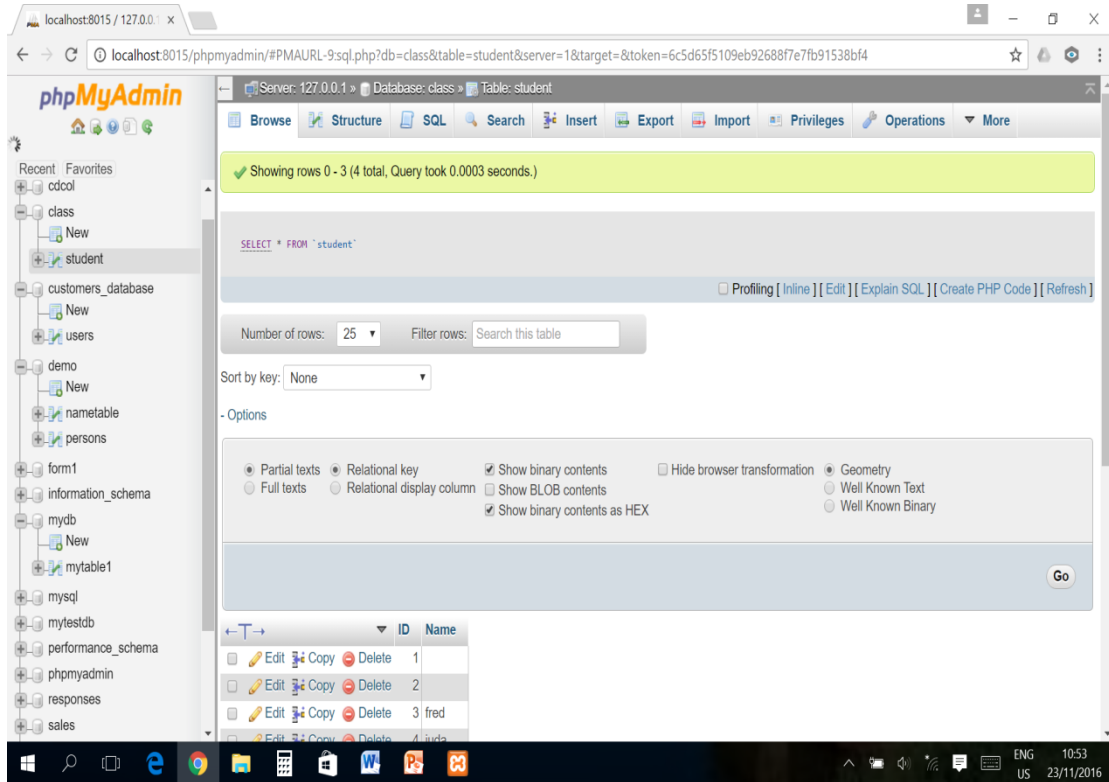 localhost:8015 / 127.0.0.1
localhost:8015/phpmyadmin/#PMAURL-9:sql.php?db=class&table=student&server=1&target=&token=6c5d65f5109eb92688f7e7fb91538bf4
phpMyAdmin
Recent Favorites
cdcol
class
New
student
customers_database
New
users
demo
New
nametable
persons
form1
information_schema
mydb
New
mytable1
mysql
mytestdb
performance_schema
phpmyadmin
responses
sales
Server: 127.0.0.1 » Database: class » Table: student
Browse Structure SQL Search Insert Export Import Privileges Operations More
Showing rows 0 - 3 (4 total, Query took 0.0003 seconds.)
SELECT * FROM `student`
Profiling [ Inline ] [ Edit ] [ Explain SQL ] [ Create PHP Code ] [ Refresh ]
Number of rows: 25 Filter rows: Search this table
Sort by key: None
- Options
Partial texts Relational key Show binary contents Hide browser transformation Geometry
Full texts Relational display column Show BLOB contents Well Known Text
Show binary contents as HEX Well Known Binary
Go
ID Name
Edit Copy Delete 1
Edit Copy Delete 2
Edit Copy Delete 3 fred
Edit Copy Delete 4 juda
ENG 10:53
US 23/11/2016